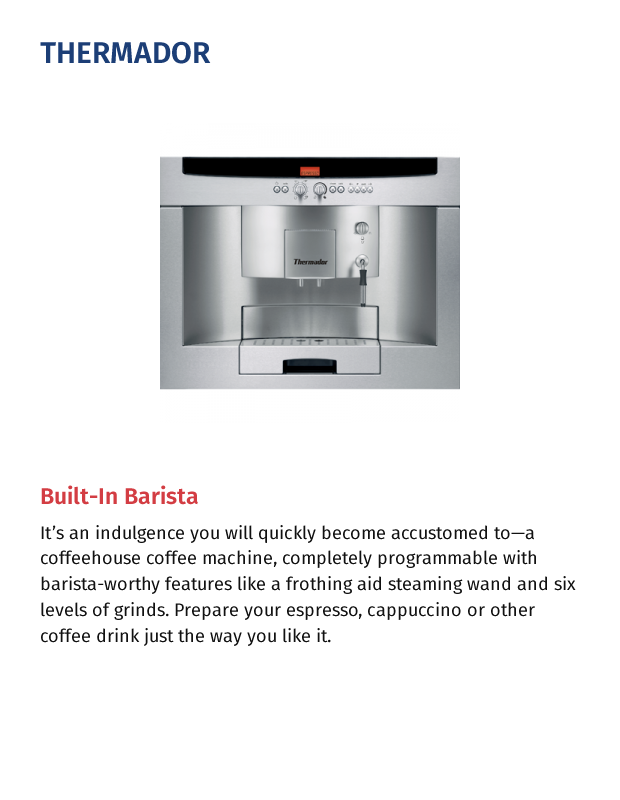 THERMADOR
Thermador
Built-In Barista
It’s an indulgence you will quickly become accustomed to—a
coffeehouse coffee machine, completely programmable with
barista-worthy features like a frothing aid steaming wand and six
levels of grinds. Prepare your espresso, cappuccino or other
coffee drink just the way you like it.